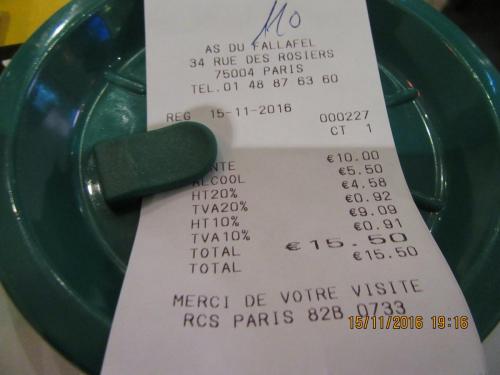 110
AS DU FALLAFEL
34 RUE DES ROSIERS
75004 PARIS
TEL.01 48 87 63 60
REG 15-11-2016 000227
CT 1
NTE €10.00
ALCOOL €5.50
HT20% €4.58
TVA20% €0.92
HT10% €9.09
TVA10% €0.91
TOTAL €15.50
TOTAL €15.50
MERCI DE VOTRE VISITE
RCS PARIS 82B 0733
15/11/2016 19:16